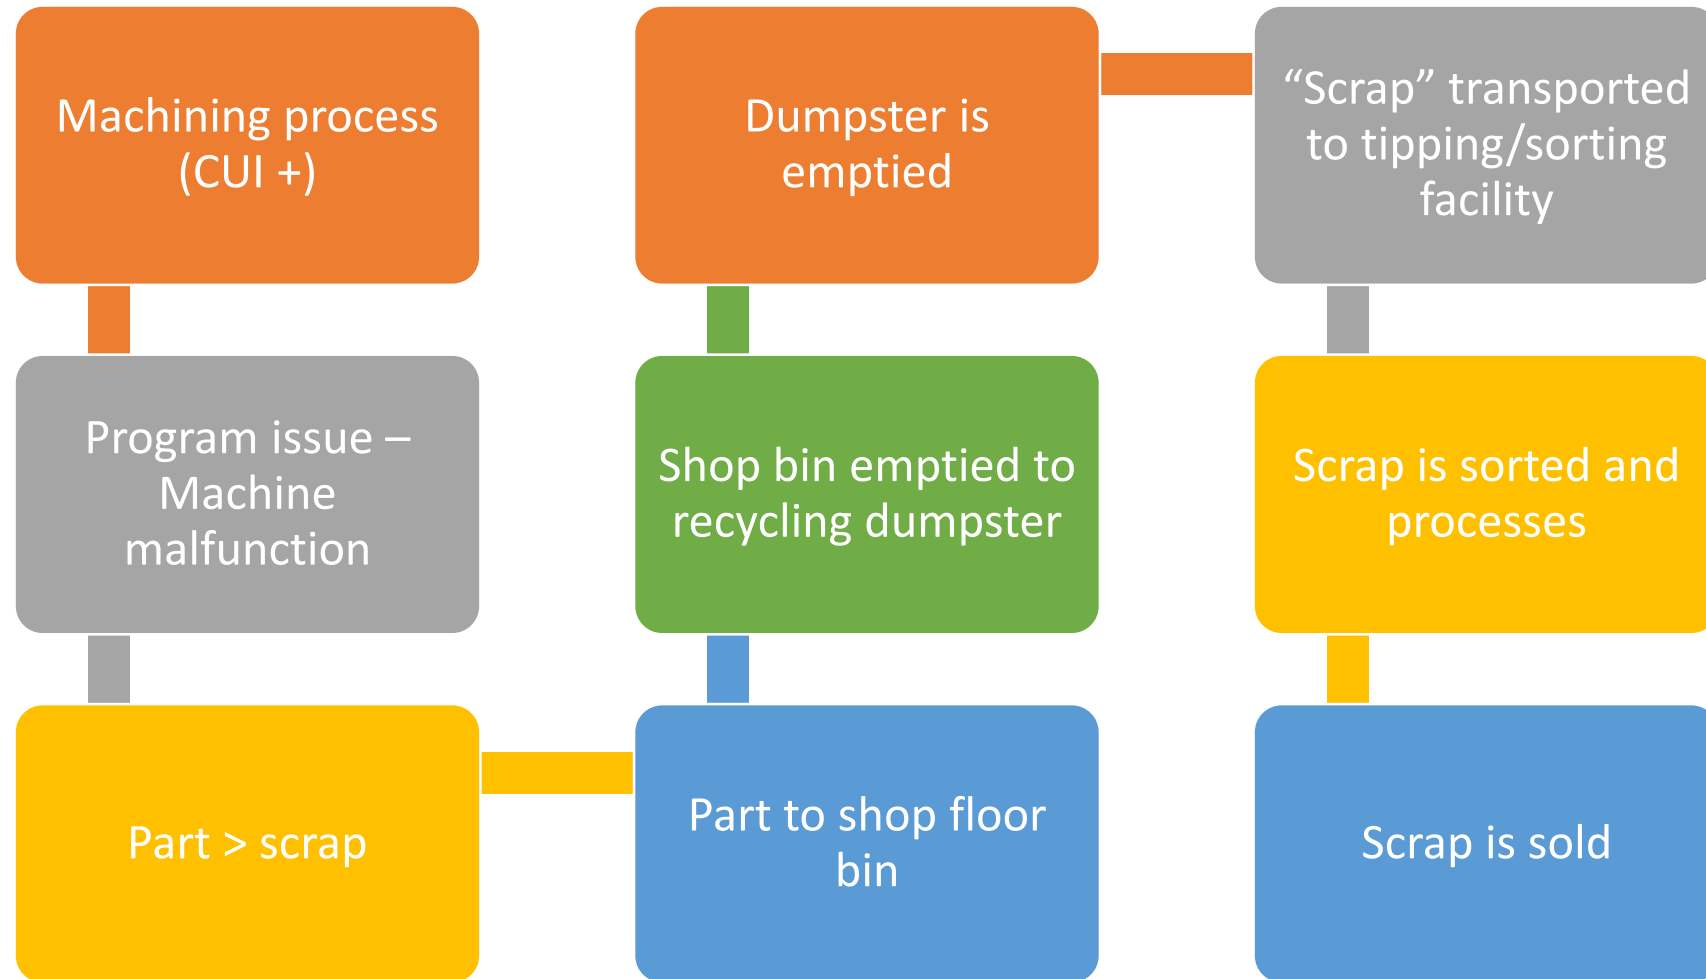 Machining process
(CUI +)
Program issue –
Machine
malfunction
Part > scrap
Part to shop floor
bin
Shop bin emptied to
recycling dumpster
Dumpster is
emptied
“Scrap” transported
to tipping/sorting
facility
Scrap is sorted and
processes
Scrap is sold